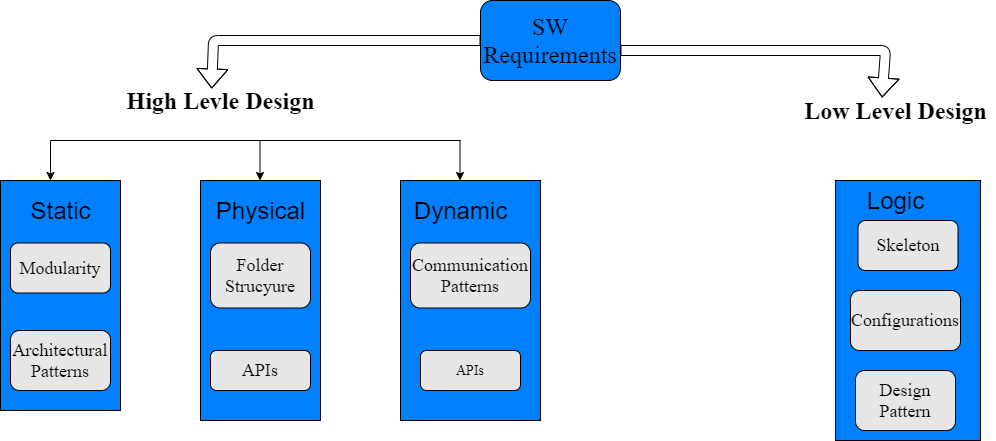 SW
Requirements
High Levle Design
Low Level Design
Static
Modularity
Architectural
Patterns
Physical
Folder
Strucyure
APIs
Dynamic
Communication
Patterns
APIs
Logic
Skeleton
Configurations
Design
Pattern